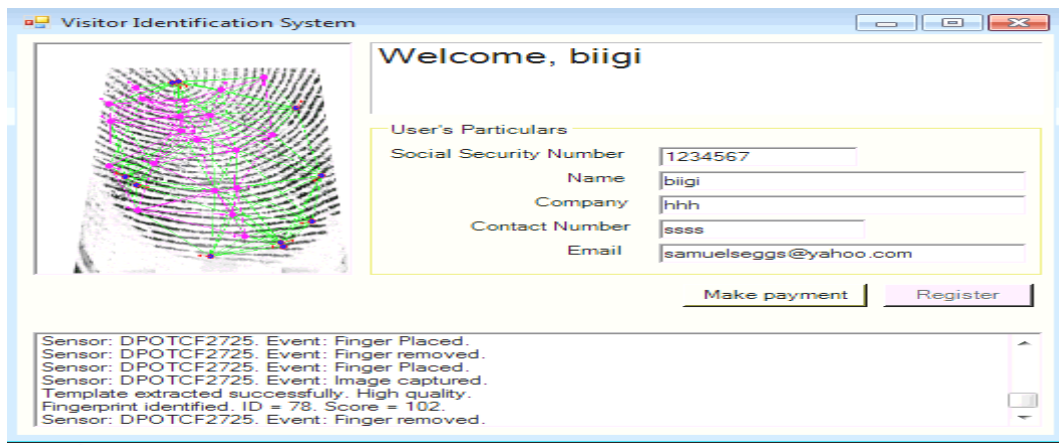 Visitor Identification System
Welcome, biigi
User's Particulars
Social Security Number 1234567
Name biigi
Company hhh
Contact Number ssss
Email samuelseggs@yahoo.com
Make payment Register
Sensor: DPOTCF2725. Event: Finger Placed.
Sensor: DPOTCF2725. Event: Finger removed.
Sensor: DPOTCF2725. Event: Finger Placed.
Sensor: DPOTCF2725. Event: Image captured.
Template extracted successfully. High quality.
Fingerprint identified. ID = 78. Score = 102.
Sensor: DPOTCF2725. Event: Finger removed.